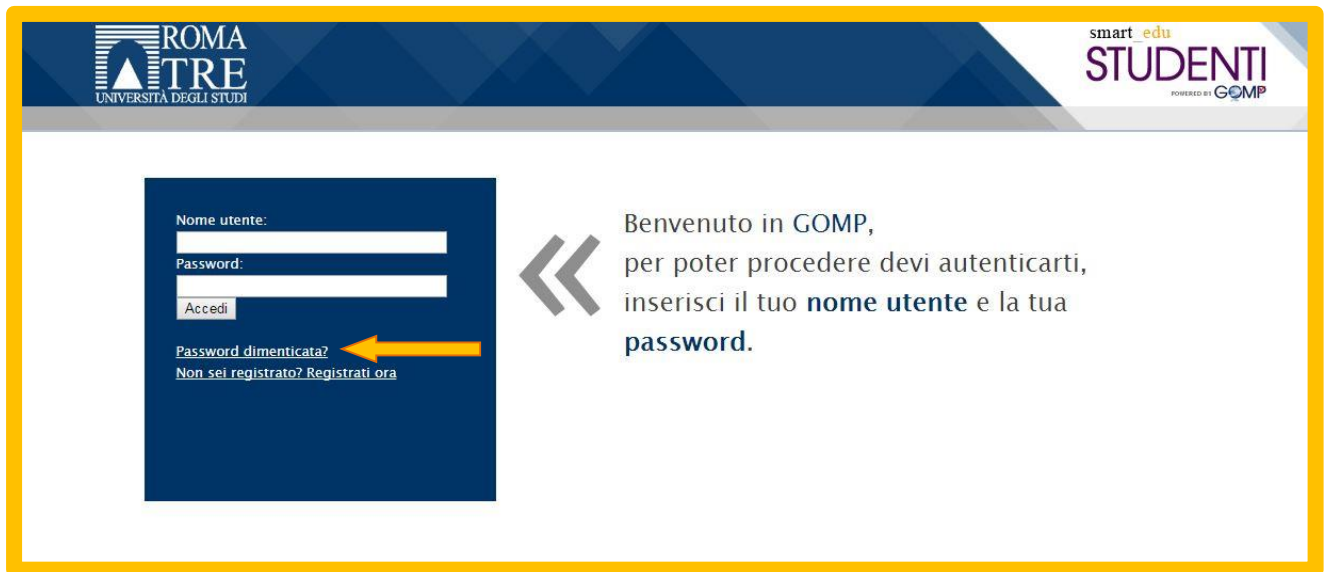 ROMA
TRE
UNIVERSITÀ DEGLI STUDI
smart_edu
STUDENTI
POWERED BY GOMP
Nome utente:
Password:
Accedi
Password dimenticata?
Non sei registrato? Registrati ora
Benvenuto in GOMP,
per poter procedere devi autenticarti,
inserisci il tuo nome utente e la tua
password.